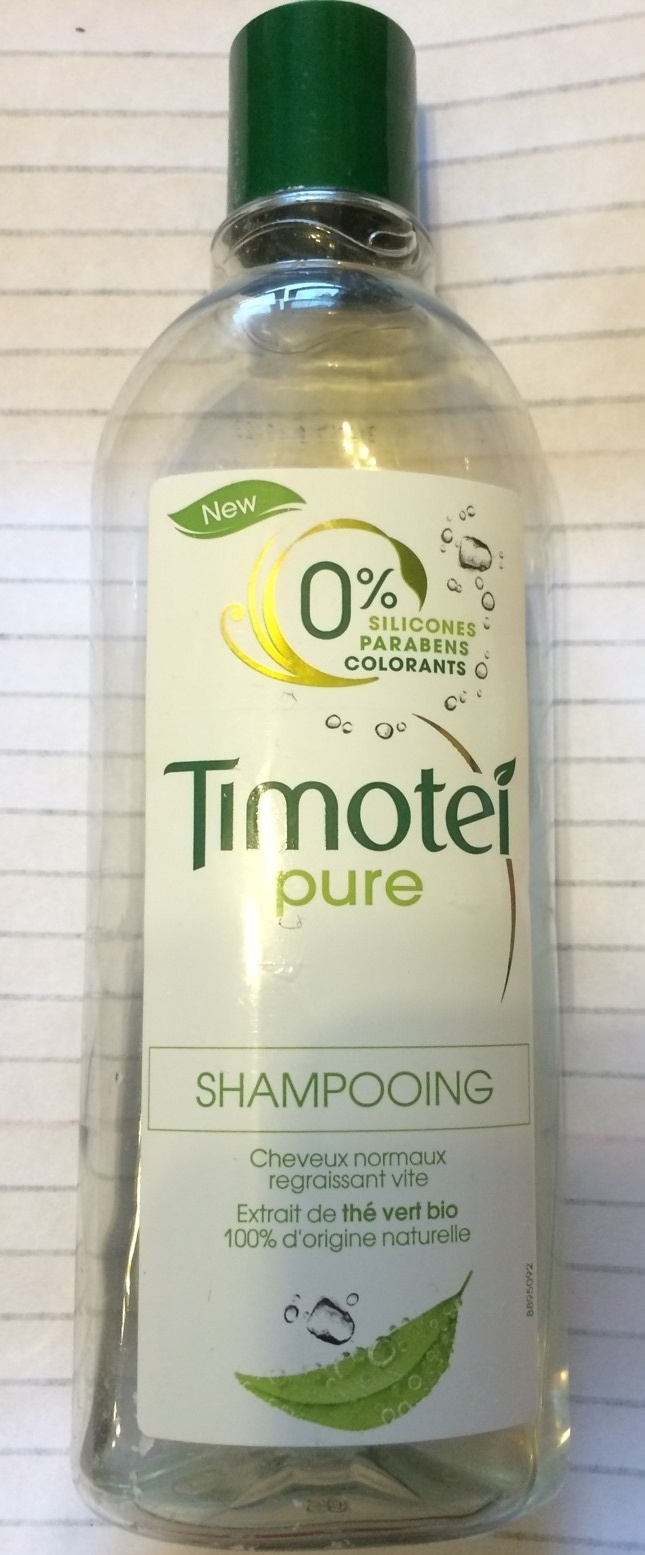 New
0%
SILICONES
PARABENS
COLORANTS
Timotei
pure
SHAMPOOING
Cheveux normaux
regraissant vite
Extrait de thé vert bio
100% d'origine naturelle
8895092